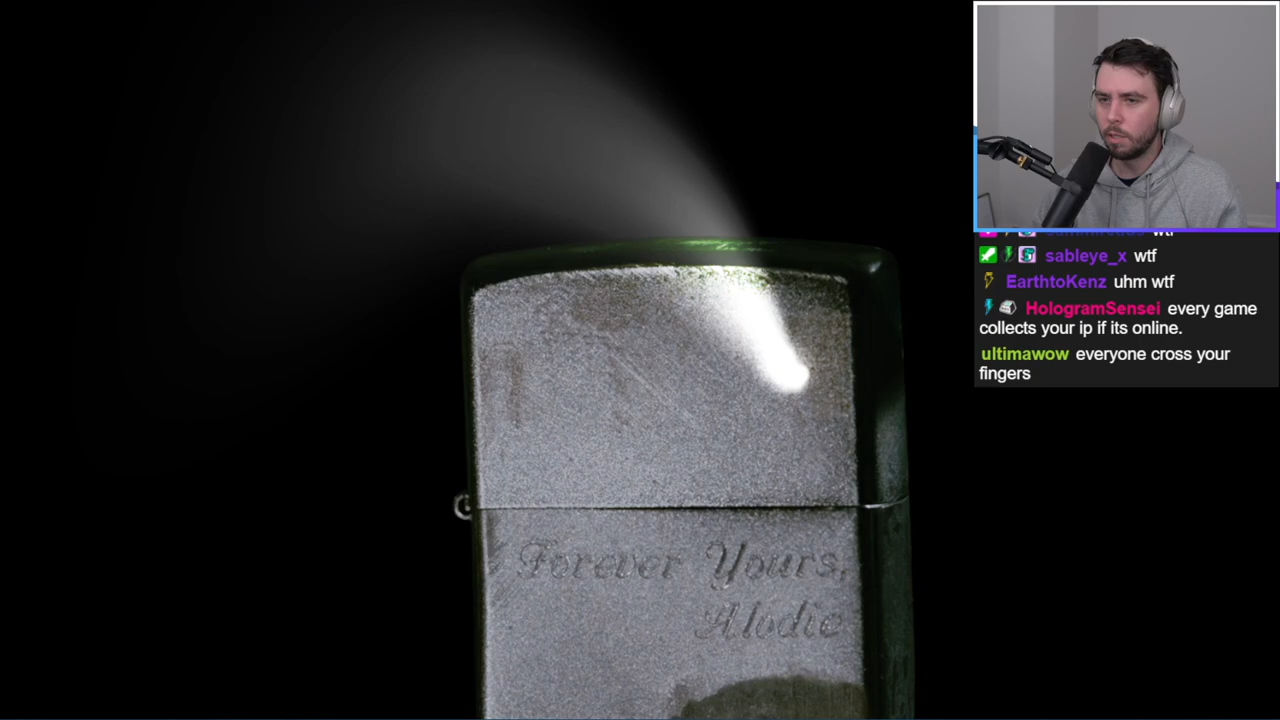 Forever Yours,
Alodie
wtf
sableye_x wtf
EarthtoKenz uhm wtf
HologramSensei every game
collects your ip if its online.
ultimawow everyone cross your
fingers